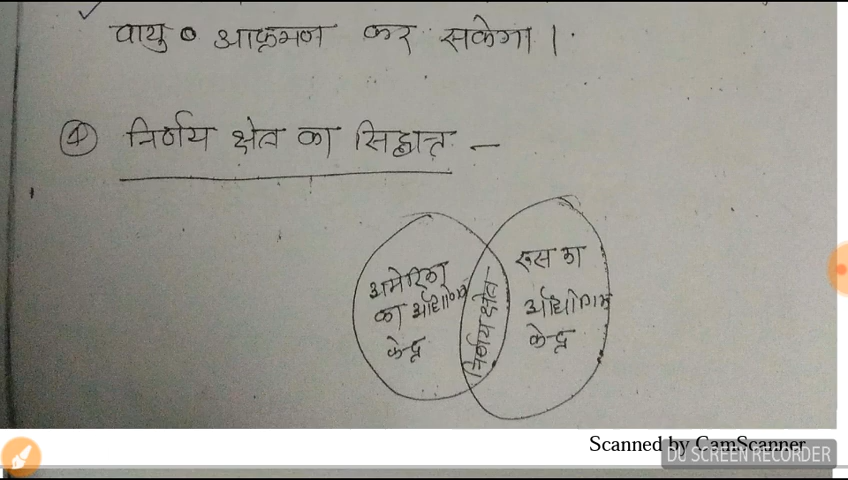 वायु आक्रमण कर सकेगा।
④ निर्णय क्षेत्र का सिद्धान्त —
अमेरिका
का औद्योगिक
केन्द्र
निर्णय क्षेत्र
रूस का
औद्योगिक
केन्द्र
Scanned by CamScanner
DU SCREEN RECORDER